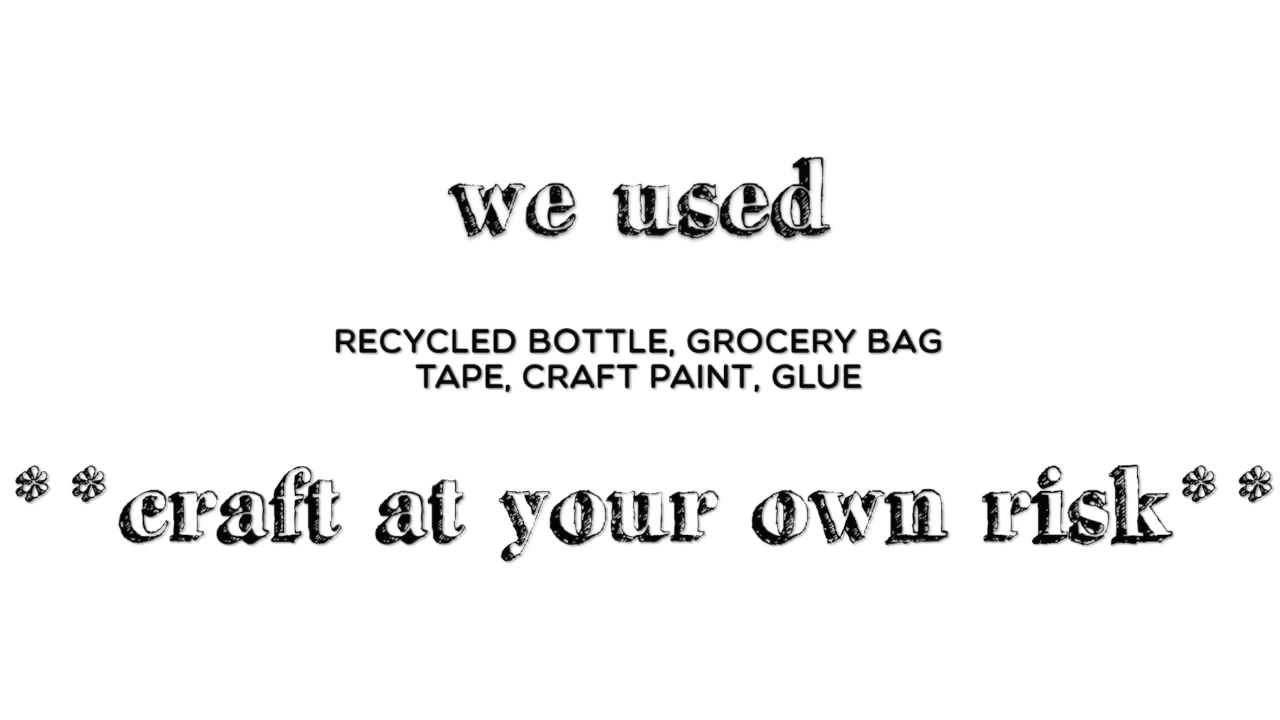 we used
RECYCLED BOTTLE, GROCERY BAG
TAPE, CRAFT PAINT, GLUE
**craft at your own risk**